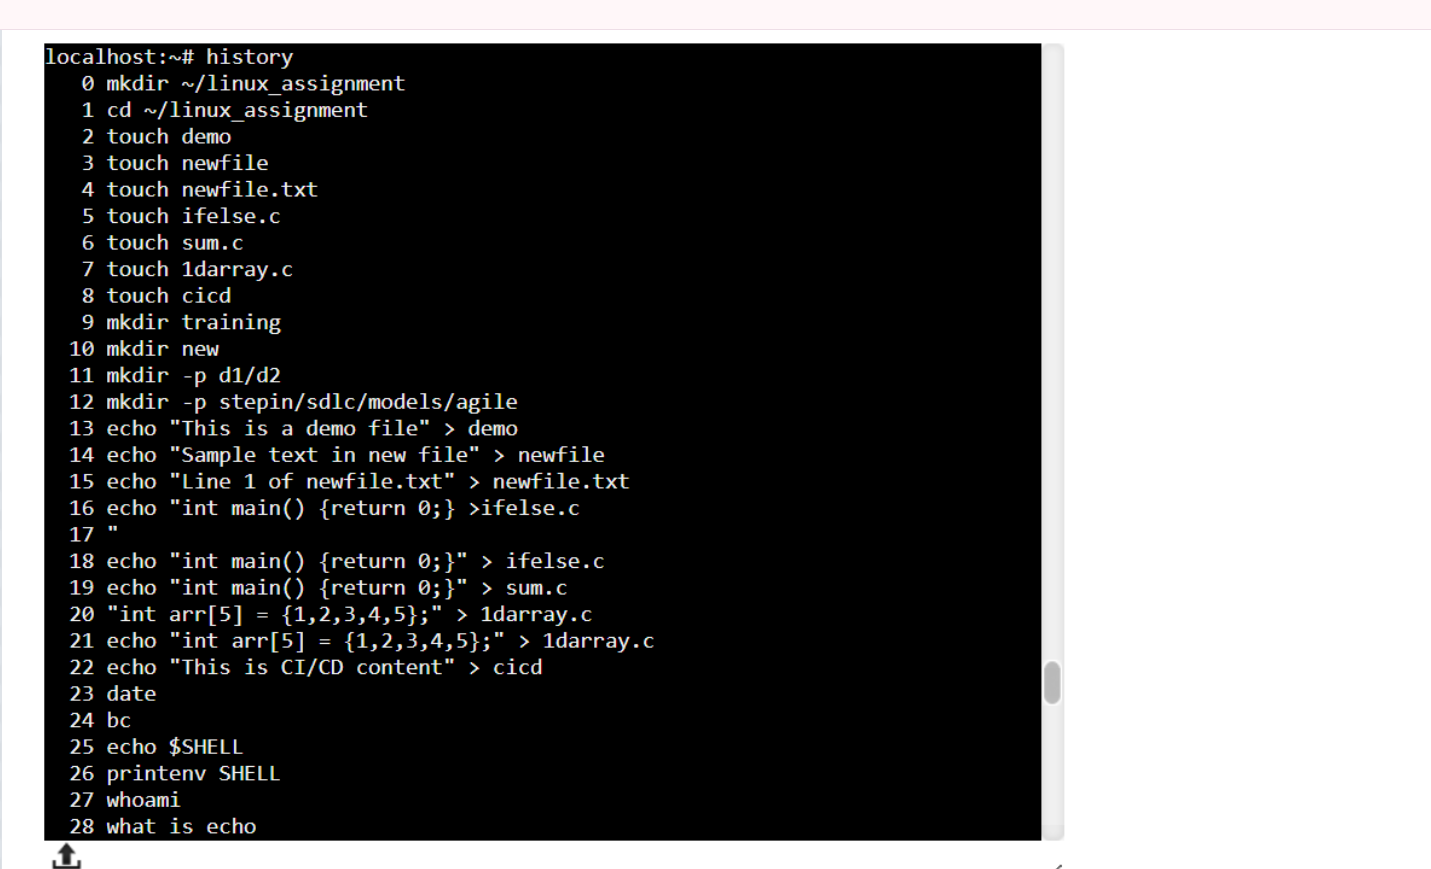 localhost:~# history
0 mkdir ~/linux_assignment
1 cd ~/linux_assignment
2 touch demo
3 touch newfile
4 touch newfile.txt
5 touch ifelse.c
6 touch sum.c
7 touch 1darray.c
8 touch cicd
9 mkdir training
10 mkdir new
11 mkdir -p d1/d2
12 mkdir -p stepin/sdlc/models/agile
13 echo "This is a demo file" > demo
14 echo "Sample text in new file" > newfile
15 echo "Line 1 of newfile.txt" > newfile.txt
16 echo "int main() {return 0;} >ifelse.c
17 "
18 echo "int main() {return 0;}" > ifelse.c
19 echo "int main() {return 0;}" > sum.c
20 "int arr[5] = {1,2,3,4,5};" > 1darray.c
21 echo "int arr[5] = {1,2,3,4,5};" > 1darray.c
22 echo "This is CI/CD content" > cicd
23 date
24 bc
25 echo $SHELL
26 printenv SHELL
27 whoami
28 what is echo